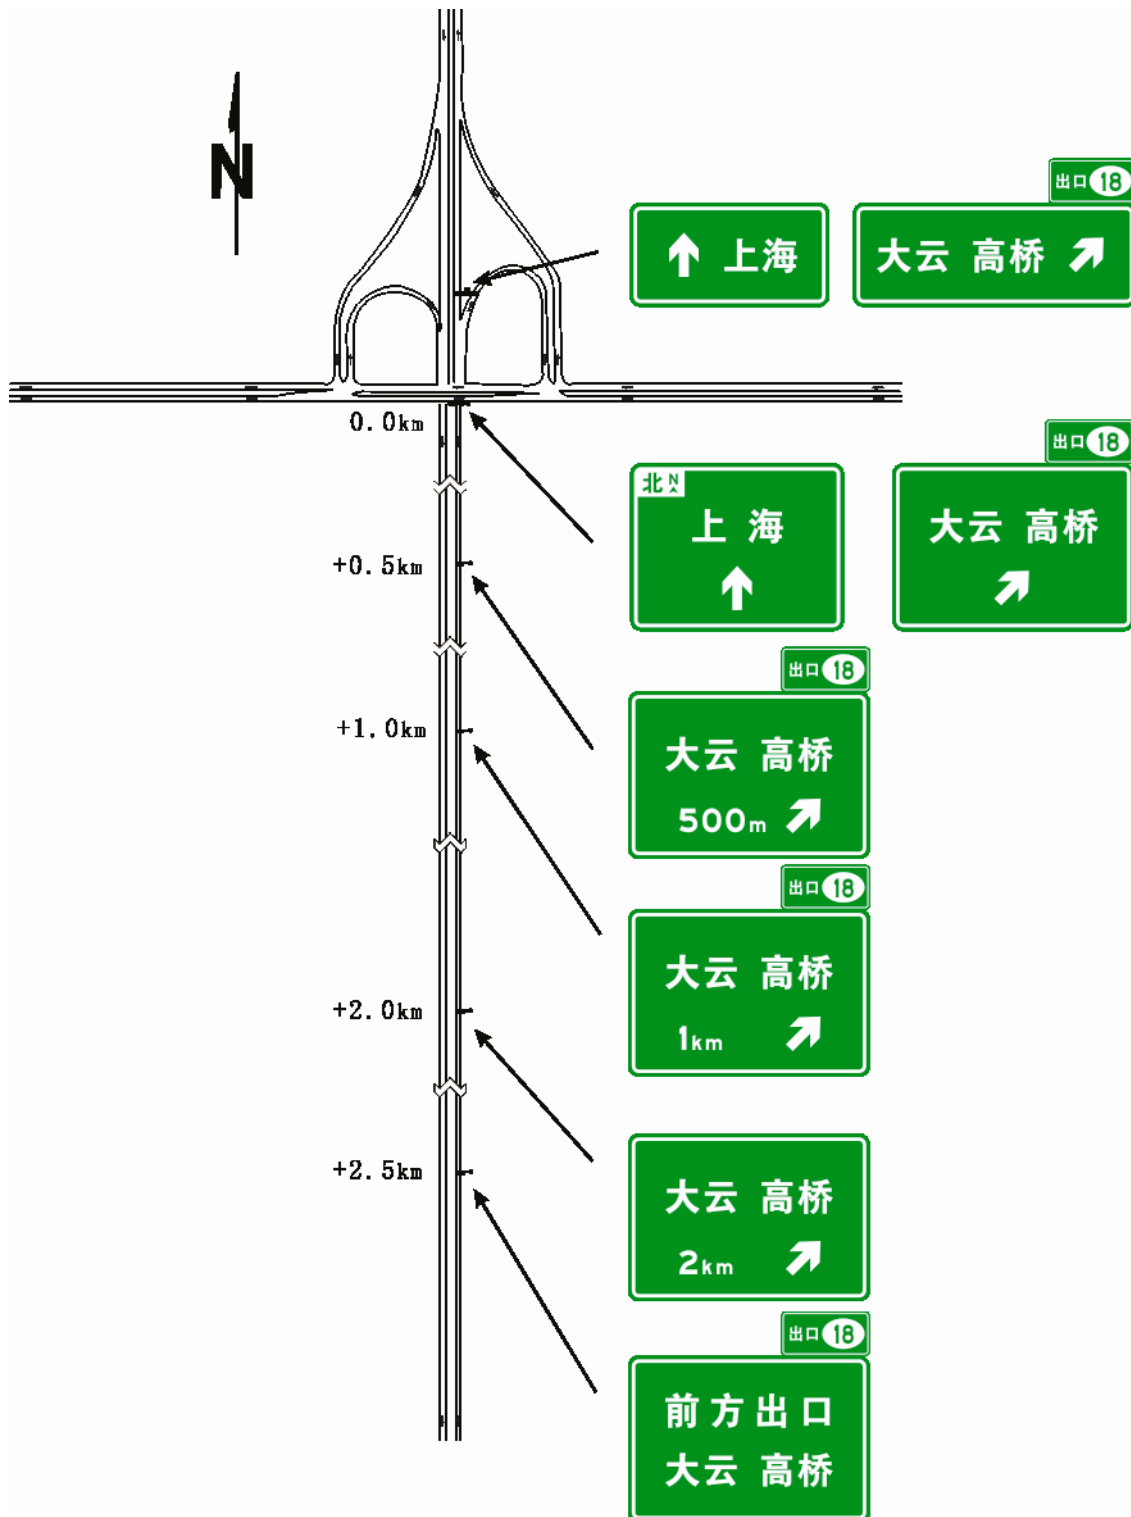 N
出口 18
上海
大云 高桥
0.0km
出口 18
北 N
上 海
大云 高桥
+0.5km
出口 18
大云 高桥
500m
+1.0km
出口 18
大云 高桥
1km
+2.0km
大云 高桥
2km
+2.5km
出口 18
前方出口
大云 高桥